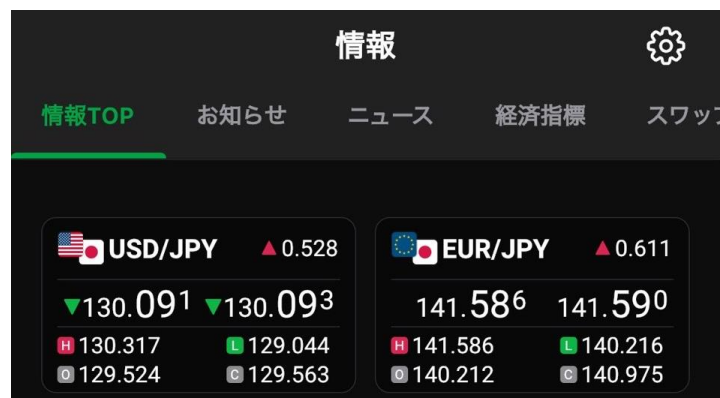 情報
情報TOP お知らせ ニュース 経済指標 スワップ
USD/JPY ▲0.528
▼130.091 ▼130.093
H 130.317 L 129.044
O 129.524 C 129.563
EUR/JPY ▲0.611
141.586 141.590
H 141.586 L 140.216
O 140.212 C 140.975